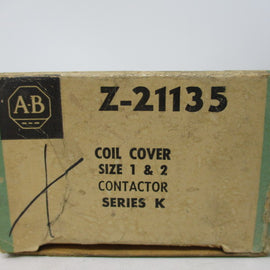 A-B
Z-21135
COIL COVER
SIZE 1 & 2
CONTACTOR
SERIES K